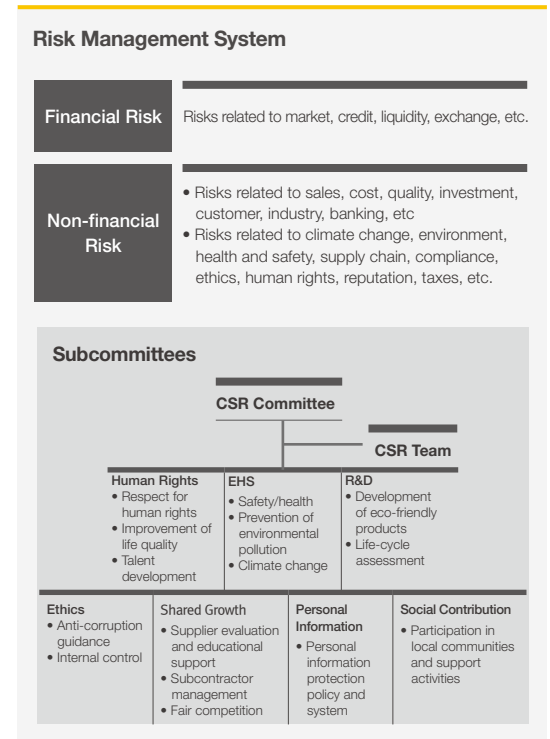 Risk Management System
Financial Risk
Risks related to market, credit, liquidity, exchange, etc.
Non-financial
Risk
• Risks related to sales, cost, quality, investment,
customer, industry, banking, etc
• Risks related to climate change, environment,
health and safety, supply chain, compliance,
ethics, human rights, reputation, taxes, etc.
Subcommittees
CSR Committee
CSR Team
Human Rights
• Respect for
human rights
• Improvement of
life quality
• Talent
development
EHS
• Safety/health
• Prevention of
environmental
pollution
• Climate change
R&D
• Development
of eco-friendly
products
• Life-cycle
assessment
Ethics
• Anti-corruption
guidance
• Internal control
Shared Growth
• Supplier evaluation
and educational
support
• Subcontractor
management
• Fair competition
Personal
Information
• Personal
information
protection
policy and
system
Social Contribution
• Participation in
local communities
and support
activities